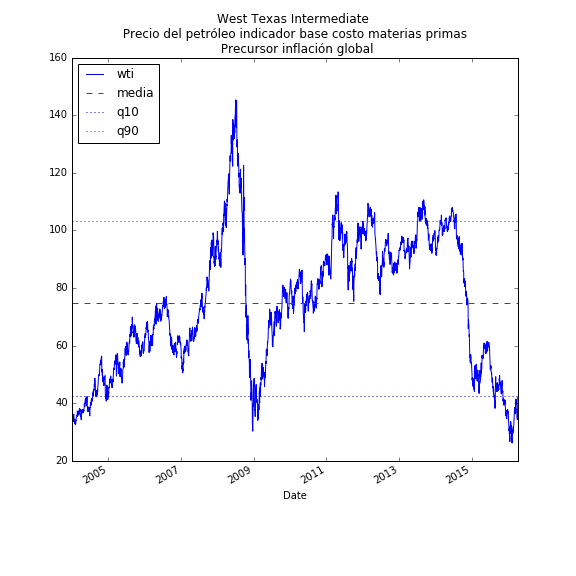 West Texas Intermediate
Precio del petróleo indicador base costo materias primas
Precursor inflación global
160
140
120
100
80
60
40
20
wti
media
q10
q90
2005
2007
2009
2011
2013
2015
Date